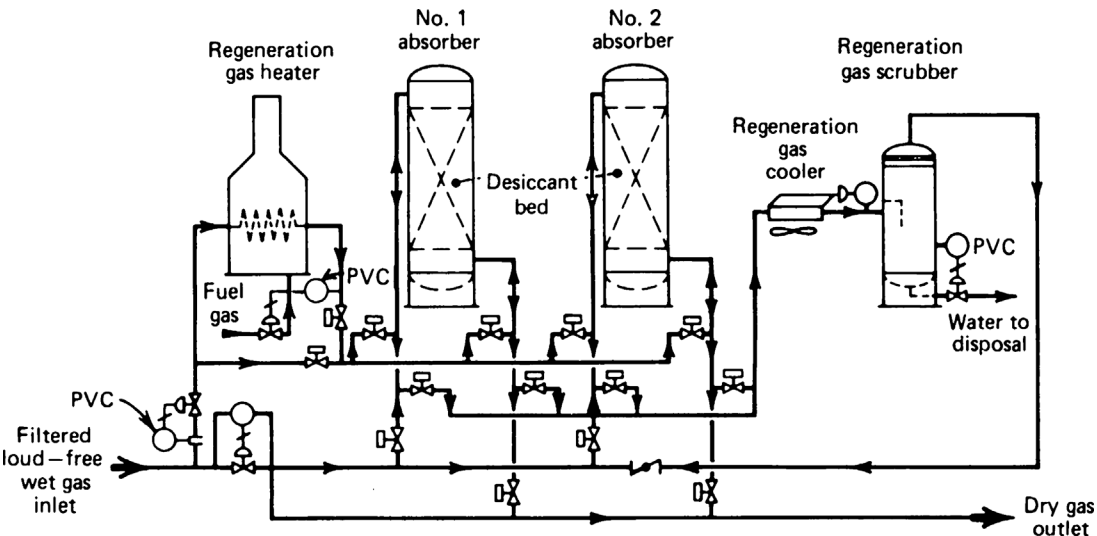 No. 1
absorber
No. 2
absorber
Regeneration
gas heater
Regeneration
gas scrubber
Regeneration
gas
cooler
Desiccant
bed
PVC
PVC
Fuel
gas
Water to
disposal
PVC
Filtered
loud–free
wet gas
inlet
Dry gas
outlet